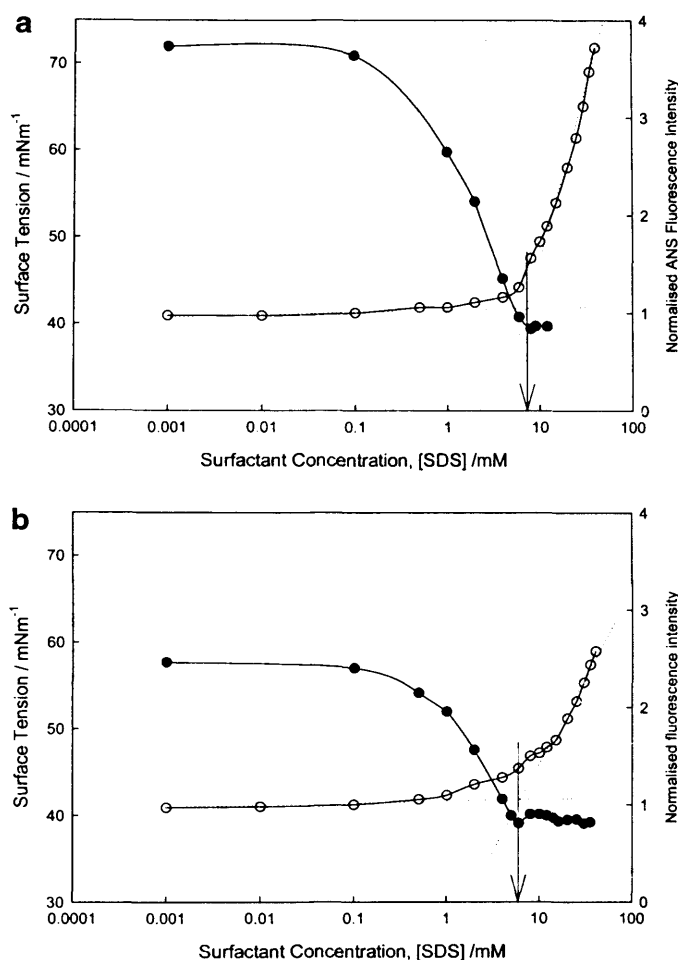 a
70
60
50
40
30
Surface Tension / mNm⁻¹
4
3
2
1
0
Normalised ANS Fluorescence Intensity
0.0001 0.001 0.01 0.1 1 10 100
Surfactant Concentration, [SDS] /mM
b
70
60
50
40
30
Surface Tension / mNm⁻¹
4
3
2
1
0
Normalised fluorescence intensity
0.0001 0.001 0.01 0.1 1 10 100
Surfactant Concentration, [SDS] /mM